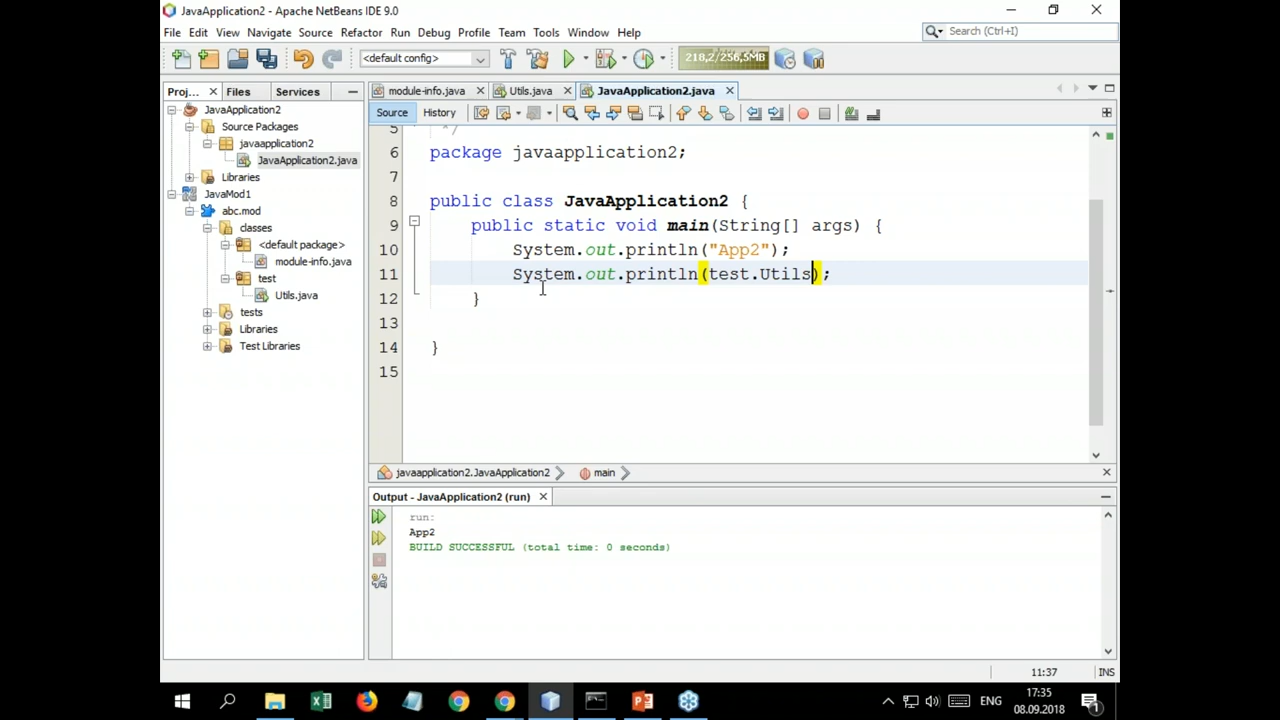 JavaApplication2 - Apache NetBeans IDE 9.0
File Edit View Navigate Source Refactor Run Debug Profile Team Tools Window Help
Search (Ctrl+I)
<default config>
218,2/256,5MB
Proj... Files Services
module-info.java Utils.java JavaApplication2.java
Source History
JavaApplication2
Source Packages
javaapplication2
JavaApplication2.java
Libraries
JavaMod1
abc.mod
classes
<default package>
module-info.java
test
Utils.java
tests
Libraries
Test Libraries
5 */
6 package javaapplication2;
7
8 public class JavaApplication2 {
9 public static void main(String[] args) {
10 System.out.println("App2");
11 System.out.println(test.Utils);
12 }
13
14 }
15
javaapplication2.JavaApplication2 main
Output - JavaApplication2 (run)
run:
App2
BUILD SUCCESSFUL (total time: 0 seconds)
11:37 INS
ENG
17:35
08.09.2018
1